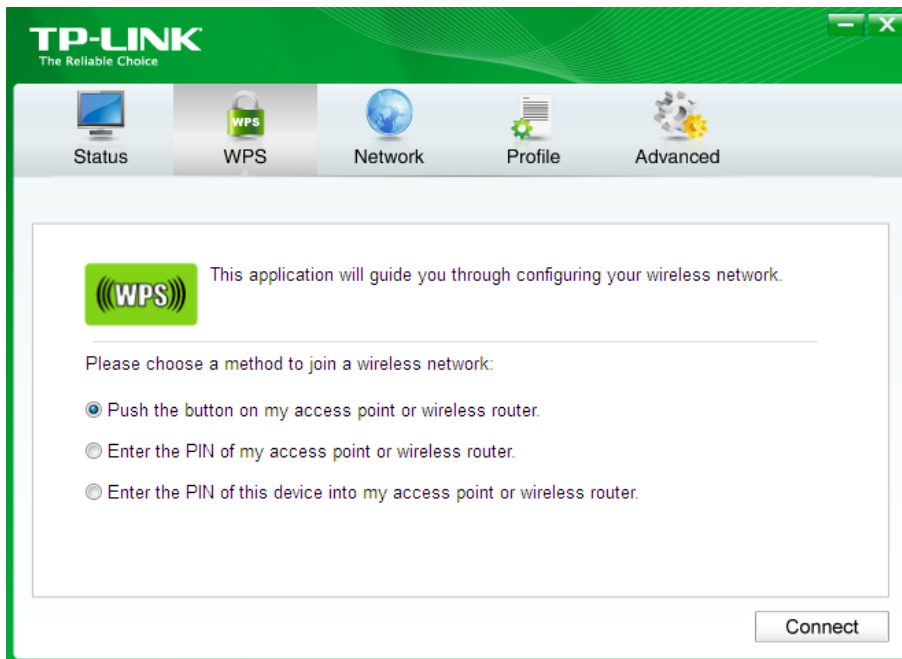 TP-LINK
The Reliable Choice
Status
WPS
WPS
Network
Profile
Advanced
(((WPS)))
This application will guide you through configuring your wireless network.
Please choose a method to join a wireless network:
Push the button on my access point or wireless router.
Enter the PIN of my access point or wireless router.
Enter the PIN of this device into my access point or wireless router.
Connect